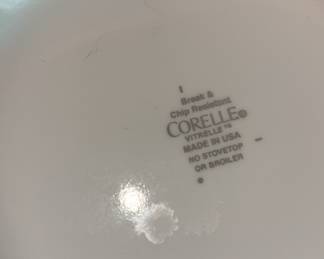 Break &
Chip Resistant
CORELLE®
VITRELLE™
MADE IN USA
NO STOVETOP
OR BROILER